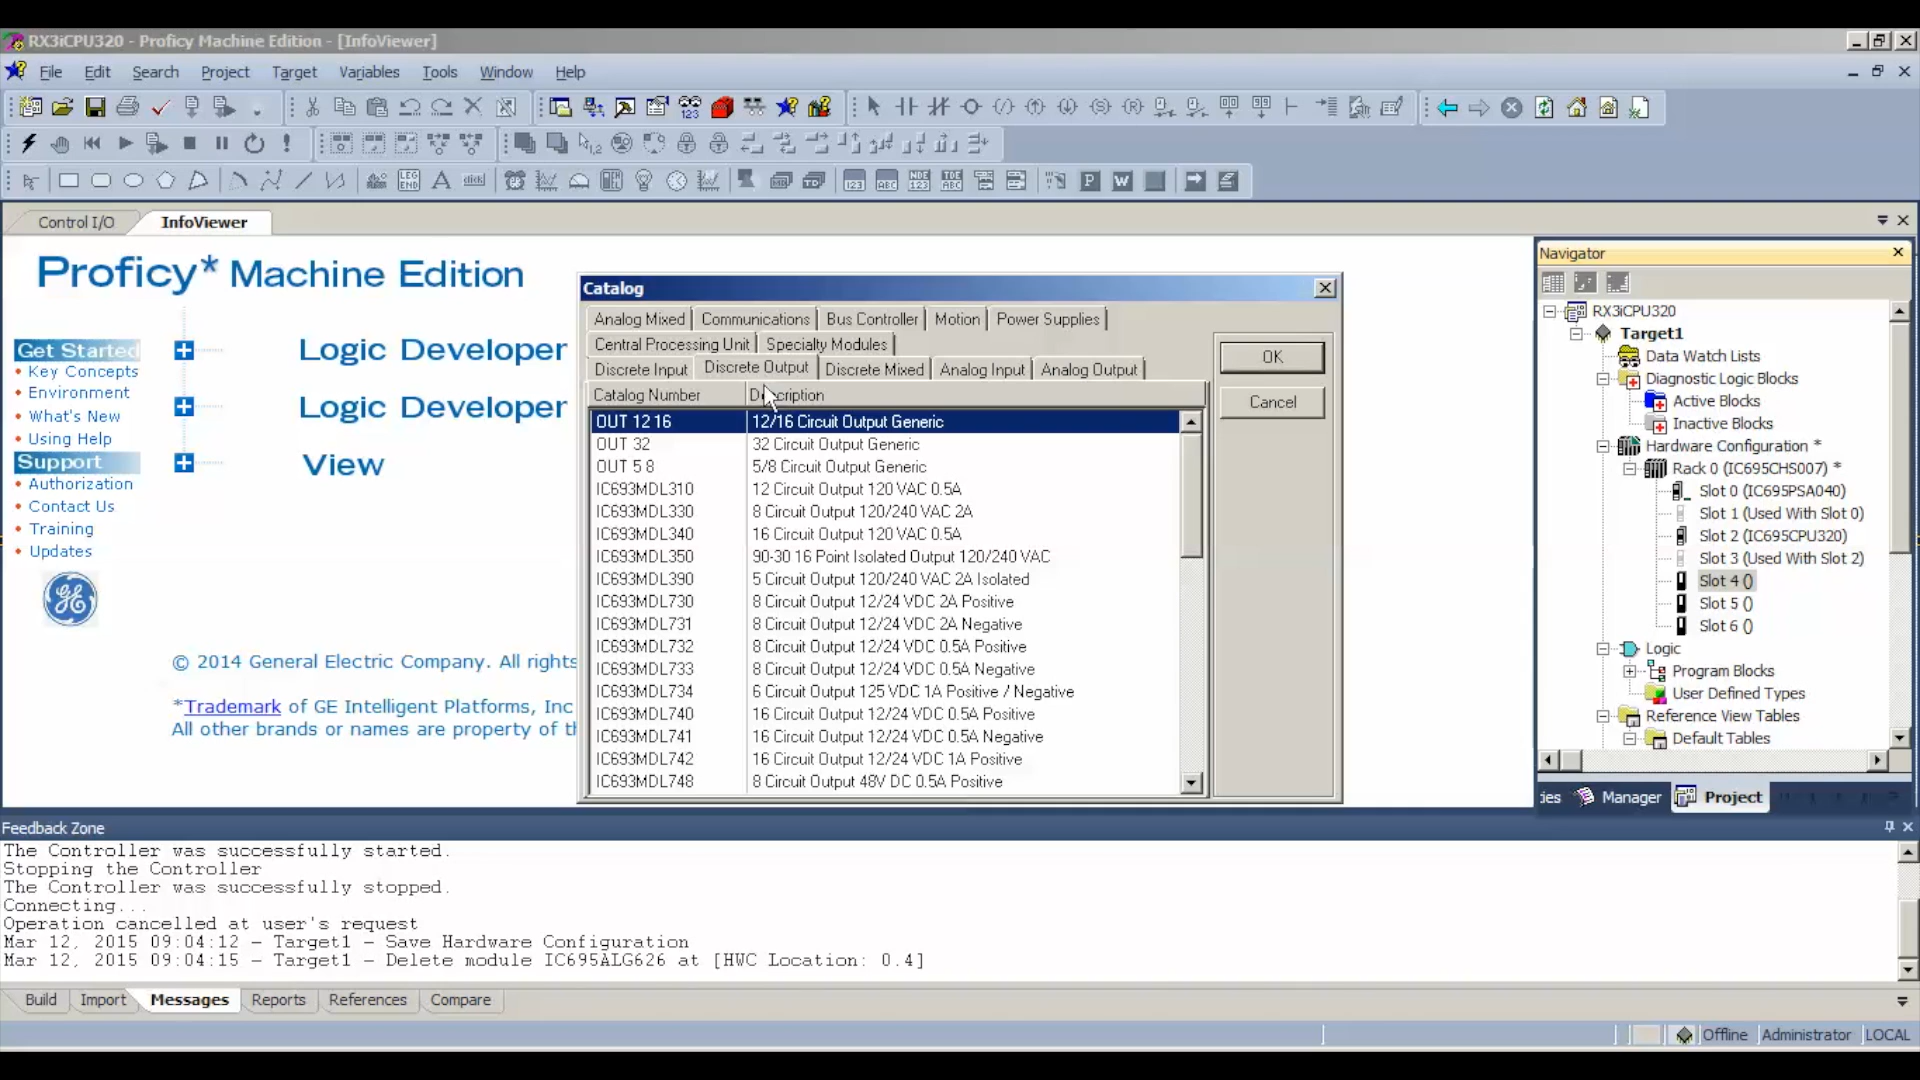 RX3iCPU320 - Proficy Machine Edition - [InfoViewer]
File Edit Search Project Target Variables Tools Window Help
Control I/O InfoViewer
Proficy* Machine Edition
Get Started
• Key Concepts
• Environment
• What's New
• Using Help
Support
• Authorization
• Contact Us
• Training
• Updates
Logic Developer
Logic Developer
View
© 2014 General Electric Company. All rights
*Trademark of GE Intelligent Platforms, Inc
All other brands or names are property of th
Catalog
Analog Mixed Communications Bus Controller Motion Power Supplies
Central Processing Unit Specialty Modules
Discrete Input Discrete Output Discrete Mixed Analog Input Analog Output
Catalog Number Description
OUT 12 16 12/16 Circuit Output Generic
OUT 32 32 Circuit Output Generic
OUT 5 8 5/8 Circuit Output Generic
IC693MDL310 12 Circuit Output 120 VAC 0.5A
IC693MDL330 8 Circuit Output 120/240 VAC 2A
IC693MDL340 16 Circuit Output 120 VAC 0.5A
IC693MDL350 90-30 16 Point Isolated Output 120/240 VAC
IC693MDL390 5 Circuit Output 120/240 VAC 2A Isolated
IC693MDL730 8 Circuit Output 12/24 VDC 2A Positive
IC693MDL731 8 Circuit Output 12/24 VDC 2A Negative
IC693MDL732 8 Circuit Output 12/24 VDC 0.5A Positive
IC693MDL733 8 Circuit Output 12/24 VDC 0.5A Negative
IC693MDL734 6 Circuit Output 125 VDC 1A Positive / Negative
IC693MDL740 16 Circuit Output 12/24 VDC 0.5A Positive
IC693MDL741 16 Circuit Output 12/24 VDC 0.5A Negative
IC693MDL742 16 Circuit Output 12/24 VDC 1A Positive
IC693MDL748 8 Circuit Output 48V DC 0.5A Positive
OK
Cancel
Navigator
RX3iCPU320
Target1
Data Watch Lists
Diagnostic Logic Blocks
Active Blocks
Inactive Blocks
Hardware Configuration *
Rack 0 (IC695CHS007) *
Slot 0 (IC695PSA040)
Slot 1 (Used With Slot 0)
Slot 2 (IC695CPU320)
Slot 3 (Used With Slot 2)
Slot 4 ()
Slot 5 ()
Slot 6 ()
Logic
Program Blocks
User Defined Types
Reference View Tables
Default Tables
ties Manager Project
Feedback Zone
The Controller was successfully started.
Stopping the Controller
The Controller was successfully stopped.
Connecting...
Operation cancelled at user's request
Mar 12, 2015 09:04:12 - Target1 - Save Hardware Configuration
Mar 12, 2015 09:04:15 - Target1 - Delete module IC695ALG626 at [HWC Location: 0.4]
Build Import Messages Reports References Compare
Offline Administrator LOCAL